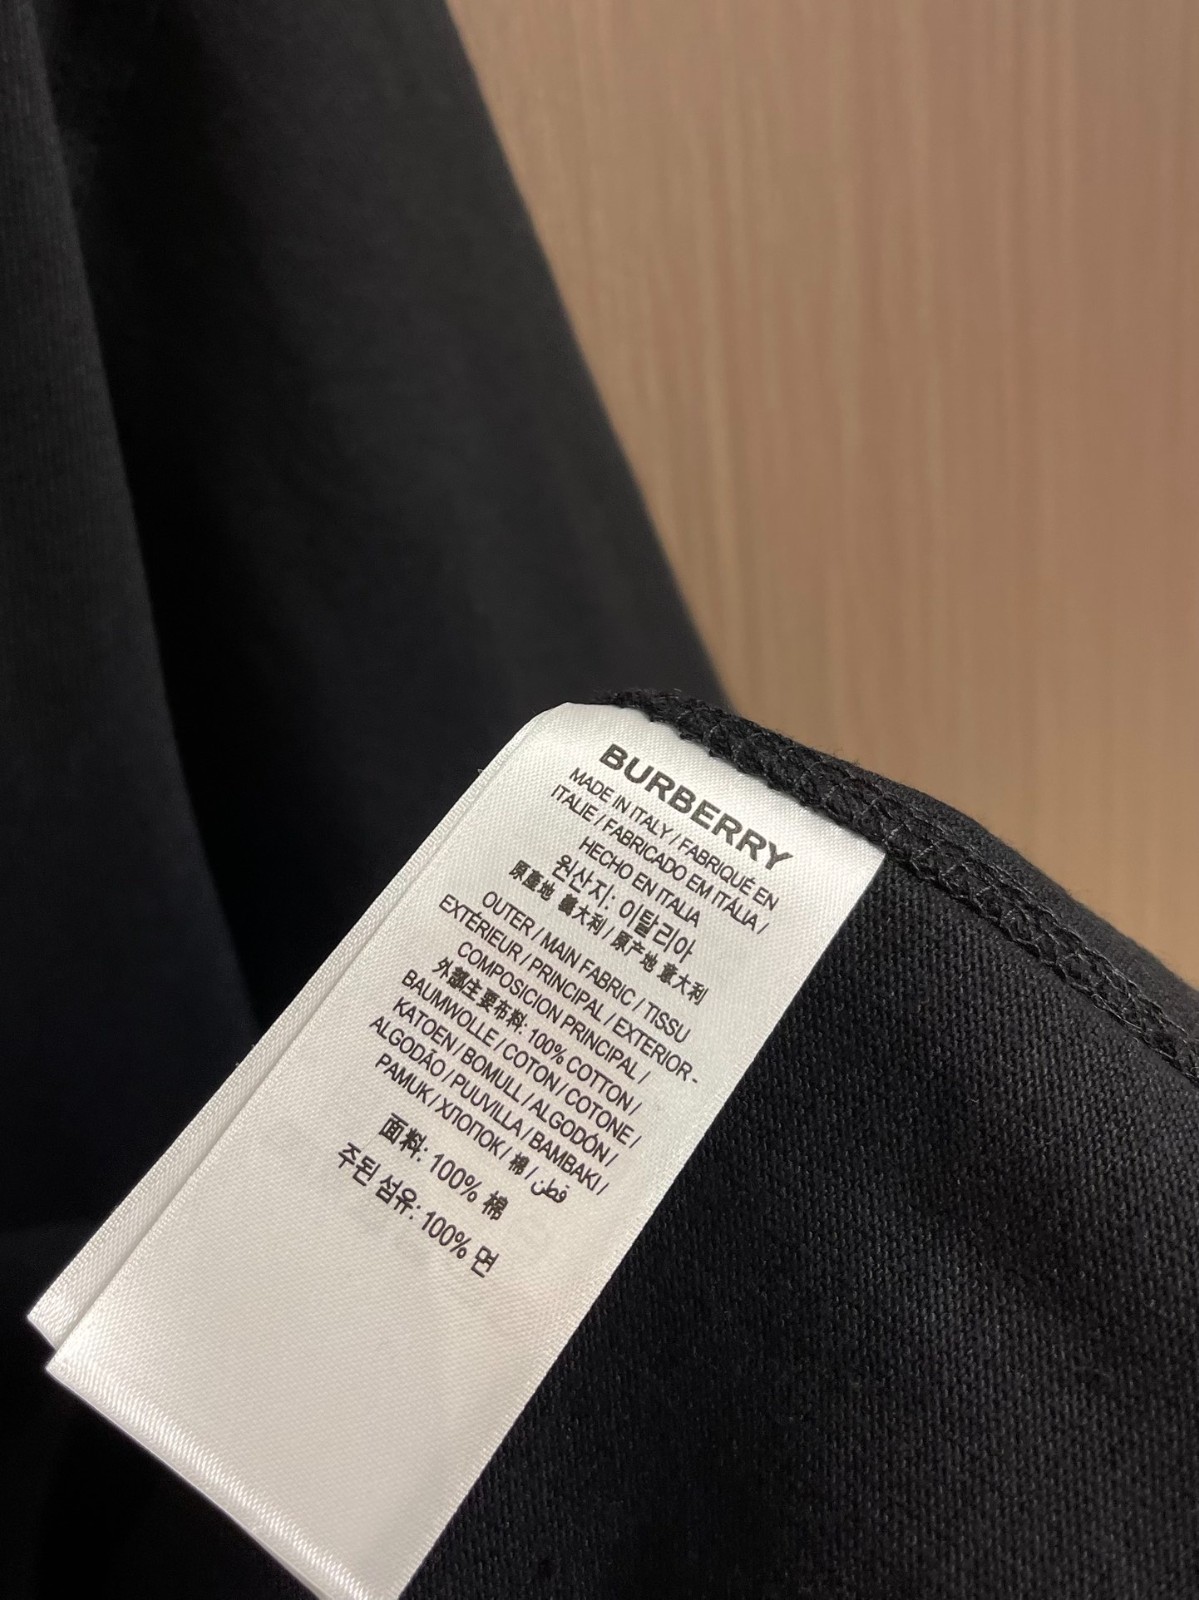 BURBERRY
MADE IN ITALY / FABRIQUÉ EN
ITALIE / FABRICADO EM ITÁLIA /
HECHO EN ITALIA
원산지: 이탈리아
原產地 義大利 / 原产地 意大利
OUTER / MAIN FABRIC / TISSU
EXTÉRIEUR / PRINCIPAL / EXTERIOR -
COMPOSICION PRINCIPAL /
外部主要布料: 100% COTTON /
BAUMWOLLE / COTON / COTONE /
KATOEN / BOMULL / ALGODÓN /
ALGODÃO / PUUVILLA / BAMBAKI /
PAMUK / ХЛОПОК / 棉 / قطن
面料: 100% 棉
주된 섬유: 100% 면